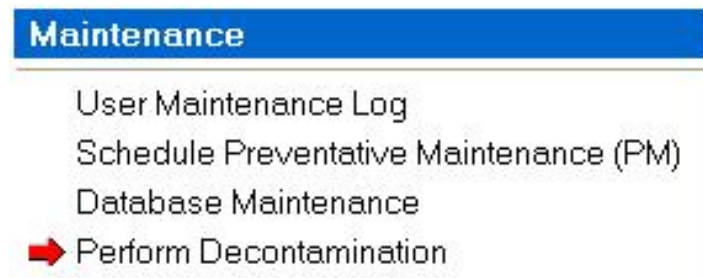 Maintenance
User Maintenance Log
Schedule Preventative Maintenance (PM)
Database Maintenance
Perform Decontamination